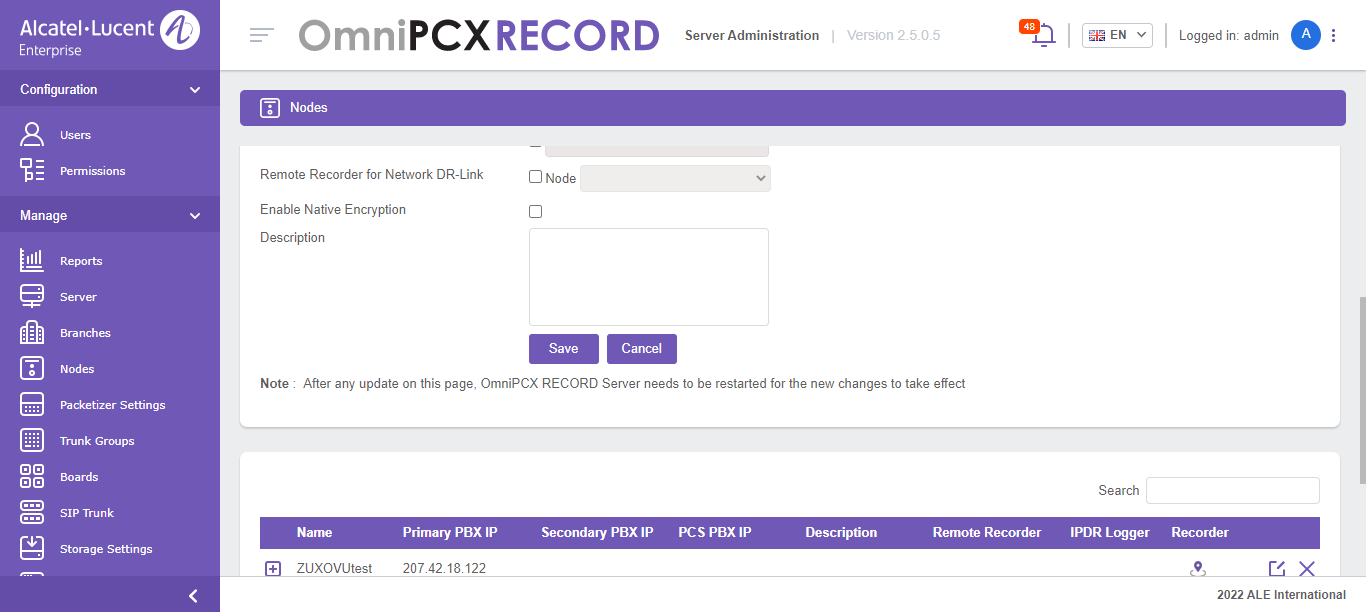 Alcatel·Lucent
Enterprise
OmniPCX RECORD
Server Administration | Version 2.5.0.5
48
EN
Logged in: admin
A
Configuration
Users
Permissions
Manage
Reports
Server
Branches
Nodes
Packetizer Settings
Trunk Groups
Boards
SIP Trunk
Storage Settings
Nodes
Remote Recorder for Network DR-Link
Node
Enable Native Encryption
Description
Save Cancel
Note : After any update on this page, OmniPCX RECORD Server needs to be restarted for the new changes to take effect
Search
Name Primary PBX IP Secondary PBX IP PCS PBX IP Description Remote Recorder IPDR Logger Recorder
ZUXOVUtest 207.42.18.122
2022 ALE International